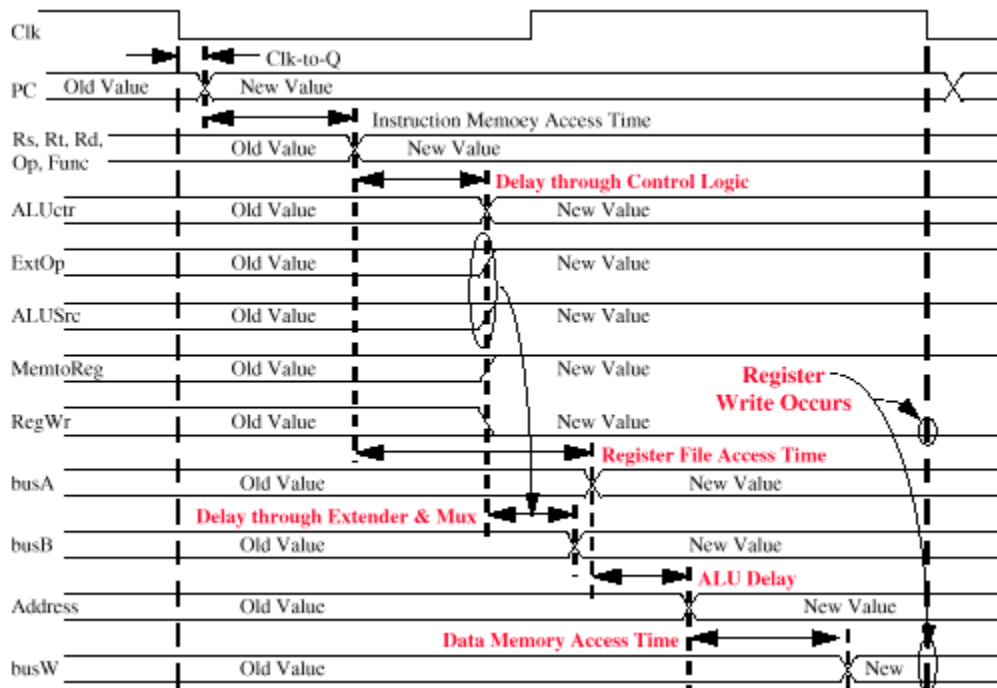 Clk
Clk-to-Q
PC Old Value New Value
Instruction Memoey Access Time
Rs, Rt, Rd,
Op, Func
Old Value New Value
Delay through Control Logic
ALUctr Old Value New Value
ExtOp Old Value New Value
ALUSrc Old Value New Value
MemtoReg Old Value New Value
Register
Write Occurs
RegWr Old Value New Value
Register File Access Time
busA Old Value New Value
Delay through Extender & Mux
busB Old Value New Value
ALU Delay
Address Old Value New Value
Data Memory Access Time
busW Old Value New